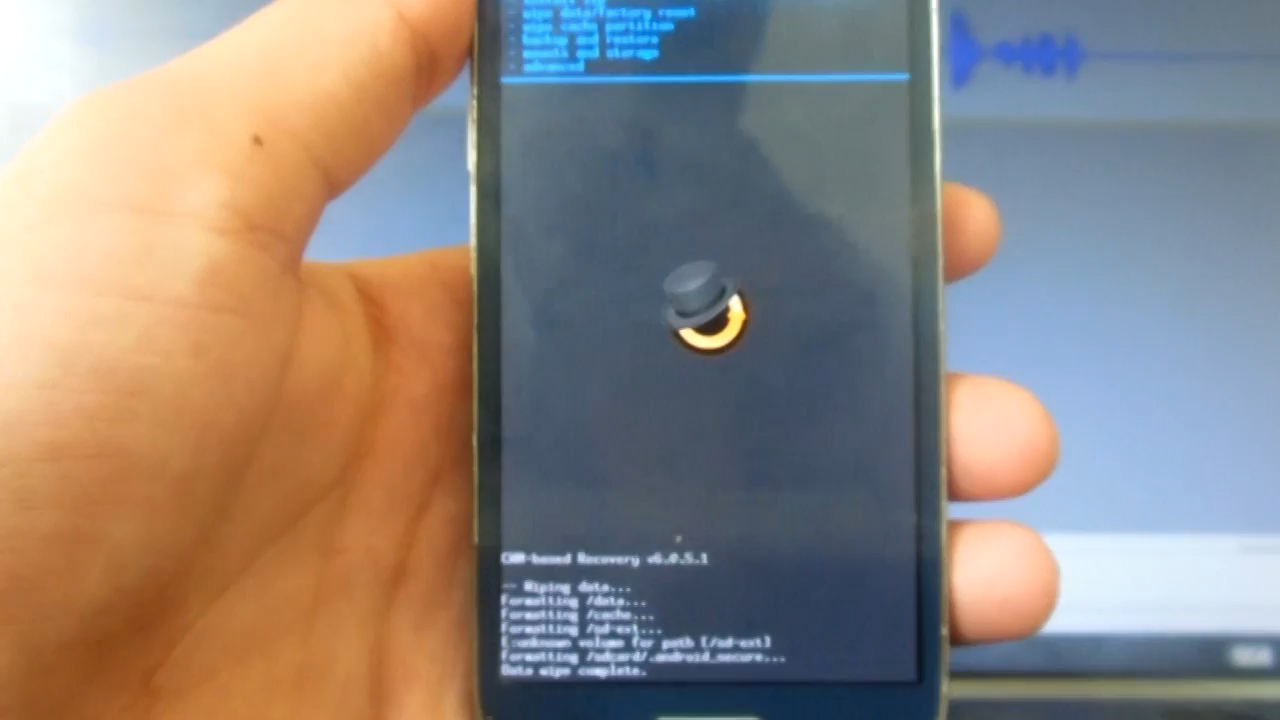 - install zip
- wipe data/factory reset
- wipe cache partition
- backup and restore
- mounts and storage
- advanced
CWM-based Recovery v6.0.5.1
-- Wiping data...
Formatting /data...
Formatting /cache...
Formatting /sd-ext...
E:unknown volume for path [/sd-ext]
Formatting /sdcard/.android_secure...
Data wipe complete.